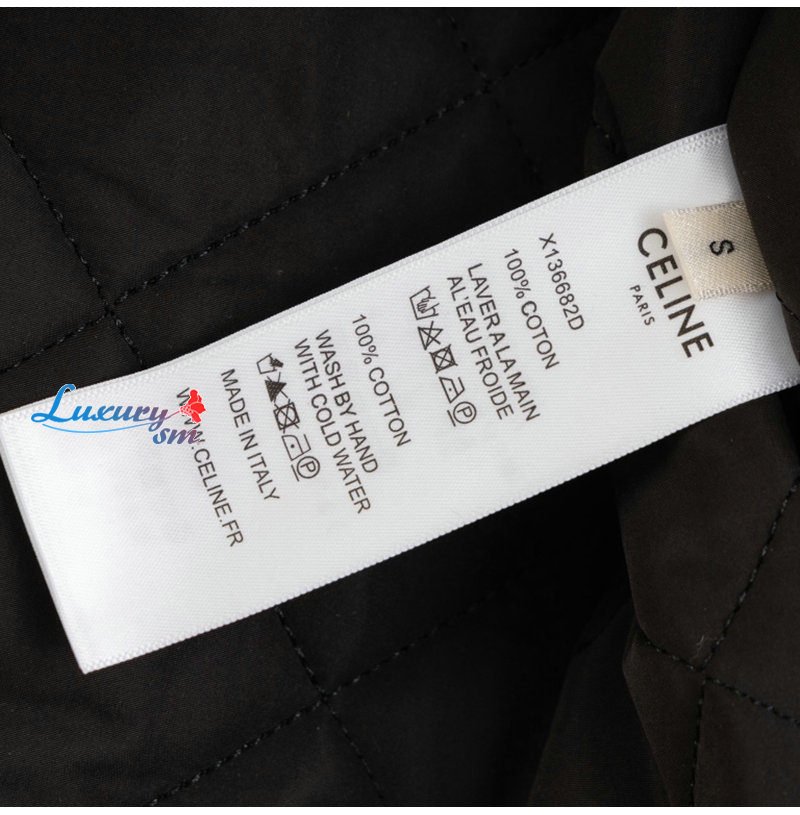 S
CELINE
PARIS
X136682D
100% COTON
LAVER A LA MAIN
AL'EAU FROIDE
P
100% COTTON
WASH BY HAND
WITH COLD WATER
P
MADE IN ITALY
WWW.CELINE.FR
Luxury
sm